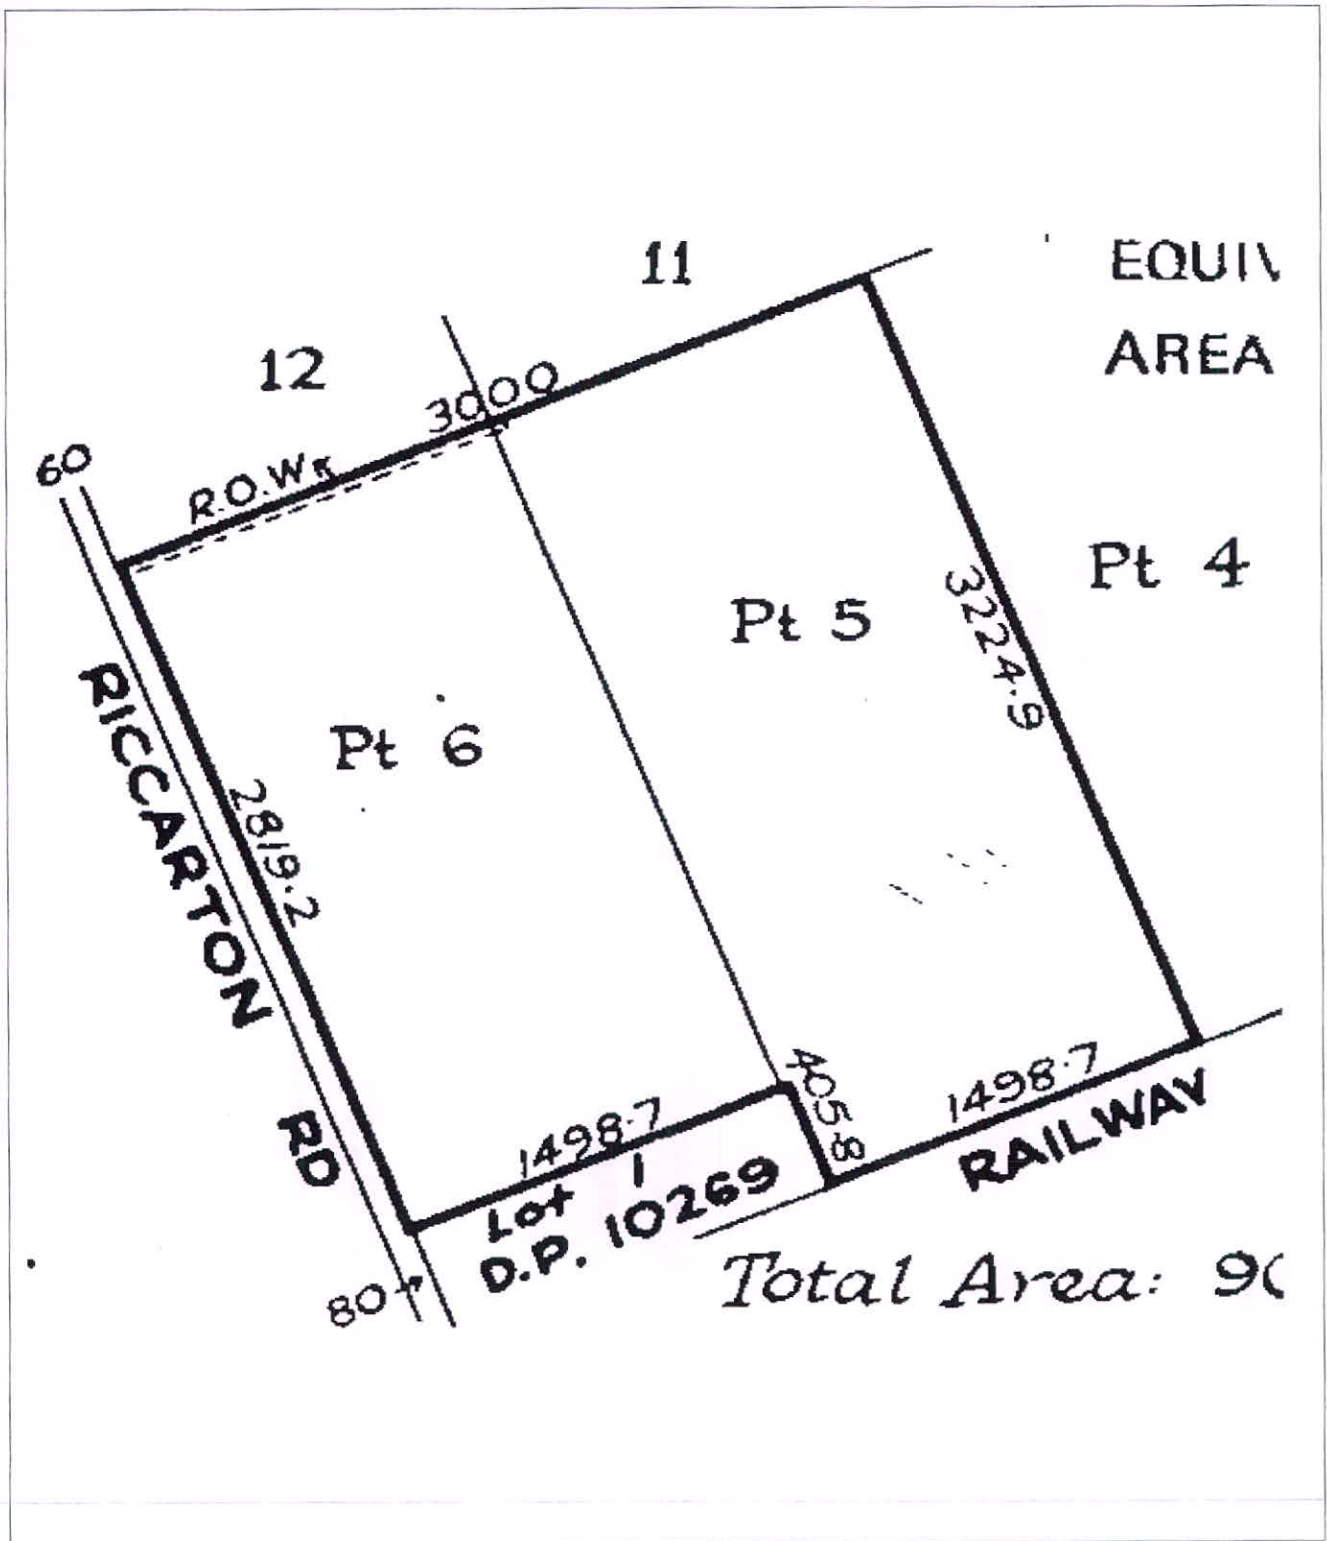 11
EQUI
12
AREA
3000
60
R.O.W
Pt 4
Pt 5
3224.9
Pt 6
RICCARTON RD
2819.2
405.8
1498.7
1498.7
RAILWAY
Lot 1
D.P. 10269
Total Area: 9
80